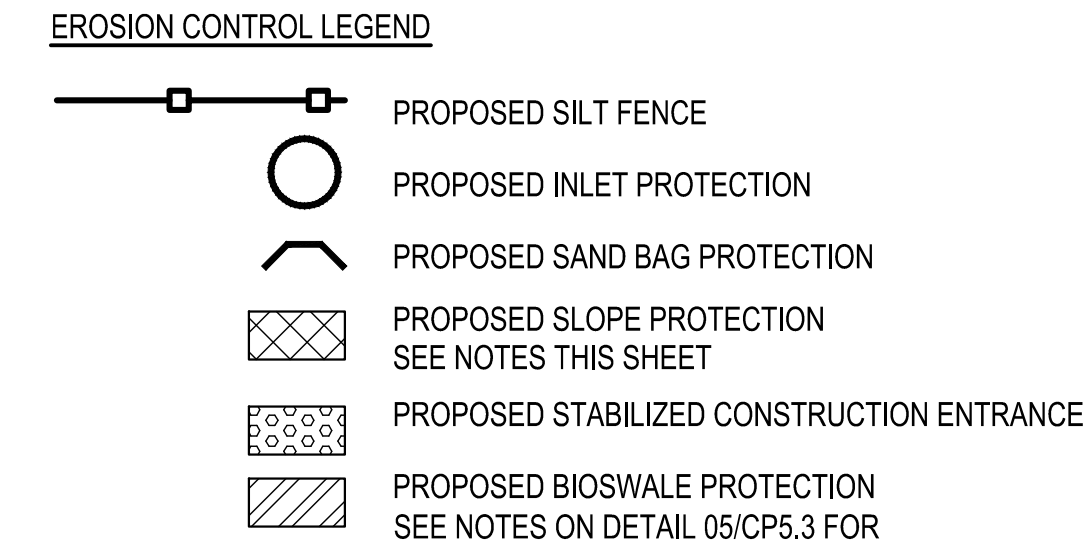 EROSION CONTROL LEGEND
PROPOSED SILT FENCE
PROPOSED INLET PROTECTION
PROPOSED SAND BAG PROTECTION
PROPOSED SLOPE PROTECTION
SEE NOTES THIS SHEET
PROPOSED STABILIZED CONSTRUCTION ENTRANCE
PROPOSED BIOSWALE PROTECTION
SEE NOTES ON DETAIL 05/CP5.3 FOR